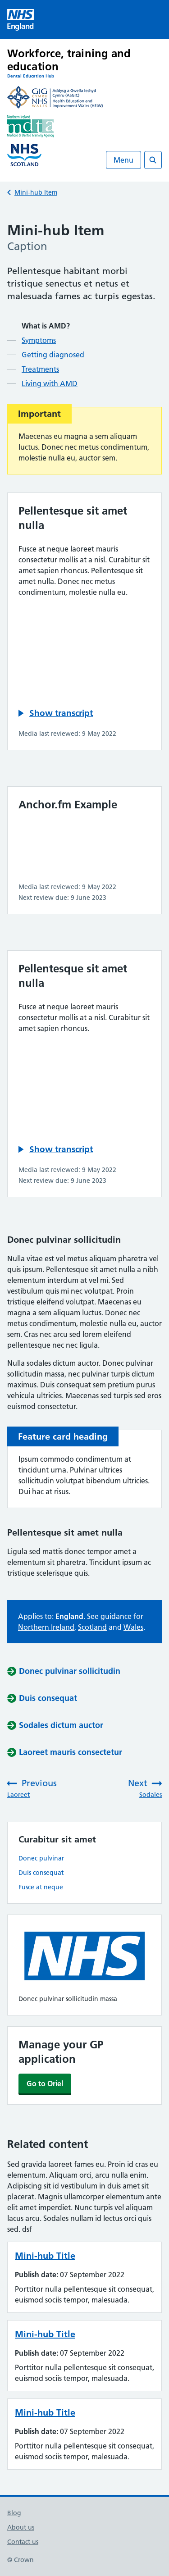 NHS
England
Workforce, training and
education
Dental Education Hub
GIG
CYMRU
NHS
WALES
Addysg a Gwella Iechyd
Cymru (AaGIC)
Health Education and
Improvement Wales (HEIW)
Northern Ireland
mdta
Medical & Dental Training Agency
NHS
SCOTLAND
Menu
Mini-hub Item
Mini-hub Item
Caption
Pellentesque habitant morbi
tristique senectus et netus et
malesuada fames ac turpis egestas.
What is AMD?
Symptoms
Getting diagnosed
Treatments
Living with AMD
Important
Maecenas eu magna a sem aliquam
luctus. Donec nec metus condimentum,
molestie nulla eu, auctor sem.
Pellentesque sit amet
nulla
Fusce at neque laoreet mauris
consectetur mollis at a nisl. Curabitur sit
amet sapien rhoncus. Pellentesque sit
amet nulla. Donec nec metus
condimentum, molestie nulla eu.
Show transcript
Media last reviewed: 9 May 2022
Anchor.fm Example
Media last reviewed: 9 May 2022
Next review due: 9 June 2023
Pellentesque sit amet
nulla
Fusce at neque laoreet mauris
consectetur mollis at a nisl. Curabitur sit
amet sapien rhoncus.
Show transcript
Media last reviewed: 9 May 2022
Next review due: 9 June 2023
Donec pulvinar sollicitudin
Nulla vitae est vel metus aliquam pharetra vel
quis ipsum. Pellentesque sit amet nulla a nibh
elementum interdum at vel mi. Sed
vestibulum quis mi nec volutpat. Proin
tristique eleifend volutpat. Maecenas eu
magna a sem aliquam luctus. Donec nec
metus condimentum, molestie nulla eu, auctor
sem. Cras nec arcu sed lorem eleifend
pellentesque nec nec ligula.
Nulla sodales dictum auctor. Donec pulvinar
sollicitudin massa, nec pulvinar turpis dictum
maximus. Duis consequat sem pretium purus
vehicula ultricies. Maecenas sed turpis sed eros
euismod consectetur.
Feature card heading
Ipsum commodo condimentum at
tincidunt urna. Pulvinar ultrices
sollicitudin volutpat bibendum ultricies.
Dui hac at risus.
Pellentesque sit amet nulla
Ligula sed mattis donec tempor amet a
elementum sit pharetra. Tincidunt ipsum ac
tristique scelerisque quis.
Applies to: England. See guidance for
Northern Ireland, Scotland and Wales.
Donec pulvinar sollicitudin
Duis consequat
Sodales dictum auctor
Laoreet mauris consectetur
Previous
Laoreet
Next
Sodales
Curabitur sit amet
Donec pulvinar
Duis consequat
Fusce at neque
NHS
Donec pulvinar sollicitudin massa
Manage your GP
application
Go to Oriel
Related content
Sed gravida laoreet fames eu. Proin id cras eu
enim. Aliquam orci, arcu nulla enim.
Adipiscing sit id vestibulum in duis amet sit
placerat. Magnis ullamcorper elementum ante
elit amet imperdiet. Nunc turpis vel aliquam
lacus arcu. Sodales nullam id lectus orci quis
sed. dsf
Mini-hub Title
Publish date: 07 September 2022
Porttitor nulla pellentesque sit consequat,
euismod sociis tempor, malesuada.
Mini-hub Title
Publish date: 07 September 2022
Porttitor nulla pellentesque sit consequat,
euismod sociis tempor, malesuada.
Mini-hub Title
Publish date: 07 September 2022
Porttitor nulla pellentesque sit consequat,
euismod sociis tempor, malesuada.
Blog
About us
Contact us
© Crown